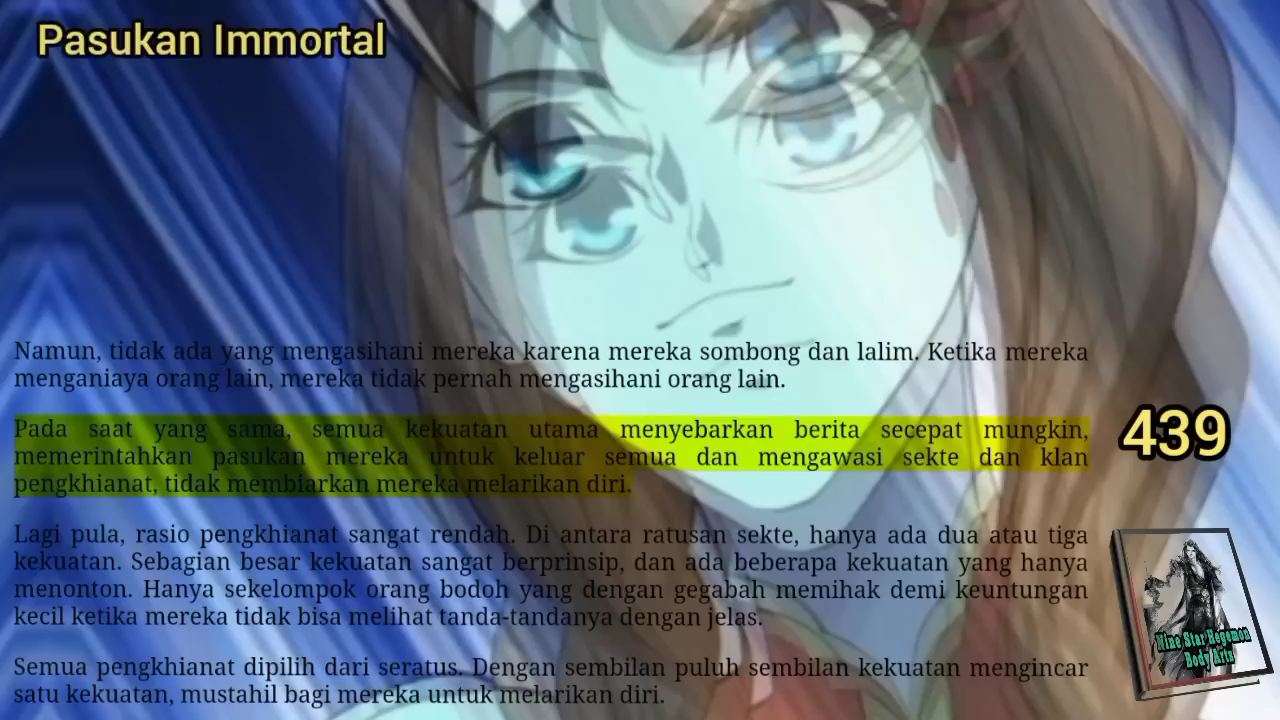 Pasukan Immortal
Namun, tidak ada yang mengasihani mereka karena mereka sombong dan lalim. Ketika mereka
menganiaya orang lain, mereka tidak pernah mengasihani orang lain.
Pada saat yang sama, semua kekuatan utama menyebarkan berita secepat mungkin,
memerintahkan pasukan mereka untuk keluar semua dan mengawasi sekte dan klan
pengkhianat, tidak membiarkan mereka melarikan diri.
439
Lagi pula, rasio pengkhianat sangat rendah. Di antara ratusan sekte, hanya ada dua atau tiga
kekuatan. Sebagian besar kekuatan sangat berprinsip, dan ada beberapa kekuatan yang hanya
menonton. Hanya sekelompok orang bodoh yang dengan gegabah memihak demi keuntungan
kecil ketika mereka tidak bisa melihat tanda-tandanya dengan jelas.
Semua pengkhianat dipilih dari seratus. Dengan sembilan puluh sembilan kekuatan mengincar
satu kekuatan, mustahil bagi mereka untuk melarikan diri.
Nine Star Hegemon
Body Arts